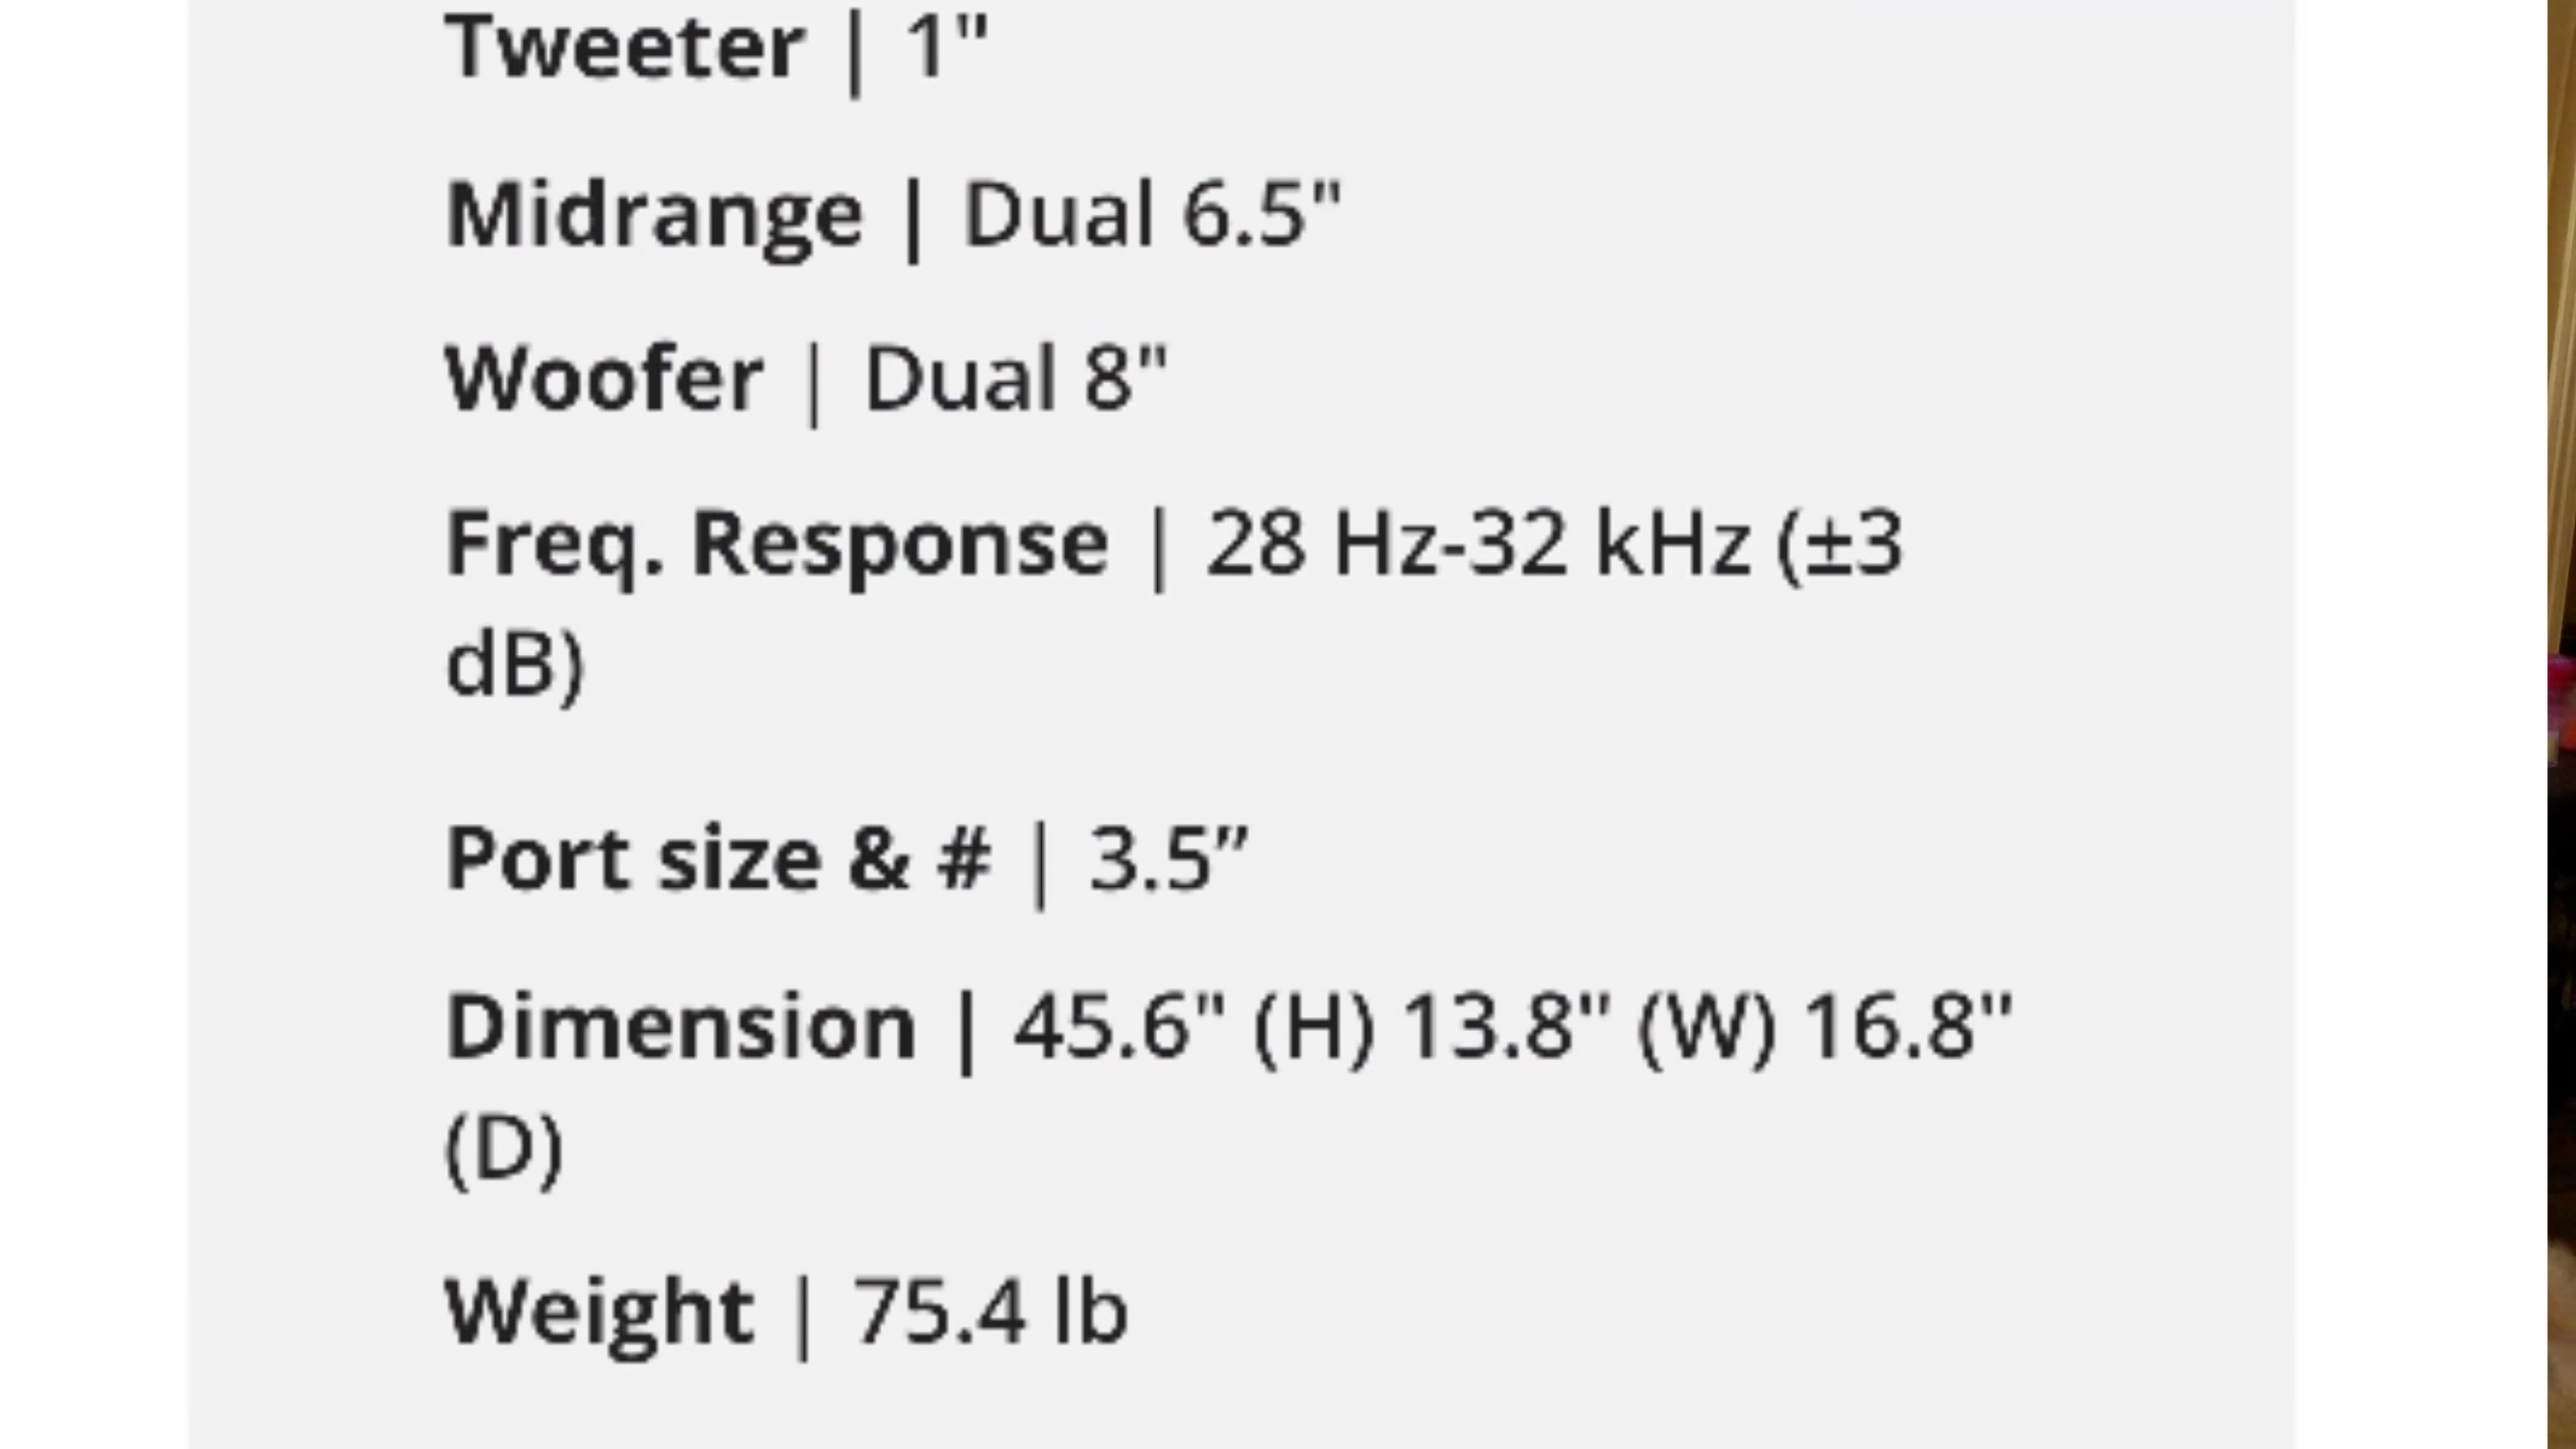 Tweeter | 1"
Midrange | Dual 6.5"
Woofer | Dual 8"
Freq. Response | 28 Hz-32 kHz (±3
dB)
Port size & # | 3.5”
Dimension | 45.6" (H) 13.8" (W) 16.8"
(D)
Weight | 75.4 lb